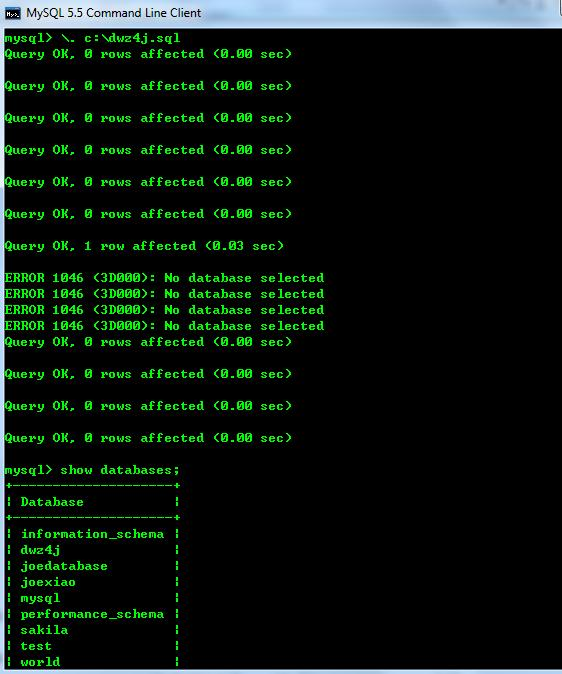 MySQL 5.5 Command Line Client
mysql> \. c:\dwz4j.sql
Query OK, 0 rows affected (0.00 sec)
Query OK, 0 rows affected (0.00 sec)
Query OK, 0 rows affected (0.00 sec)
Query OK, 0 rows affected (0.00 sec)
Query OK, 0 rows affected (0.00 sec)
Query OK, 0 rows affected (0.00 sec)
Query OK, 1 row affected (0.03 sec)
ERROR 1046 (3D000): No database selected
ERROR 1046 (3D000): No database selected
ERROR 1046 (3D000): No database selected
ERROR 1046 (3D000): No database selected
Query OK, 0 rows affected (0.00 sec)
Query OK, 0 rows affected (0.00 sec)
Query OK, 0 rows affected (0.00 sec)
Query OK, 0 rows affected (0.00 sec)
mysql> show databases;
+--------------------+
| Database           |
+--------------------+
| information_schema |
| dwz4j              |
| joedatabase        |
| joexiao            |
| mysql              |
| performance_schema |
| sakila             |
| test               |
| world              |